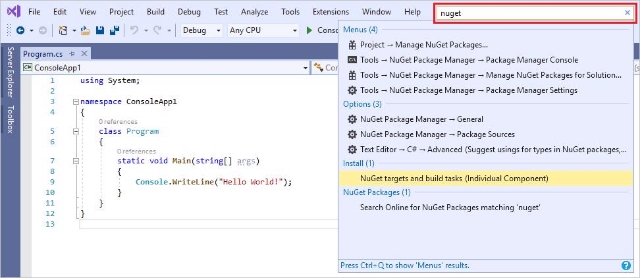 File Edit View Project Build Debug Test Analyze Tools Extensions Window Help nuget
Debug Any CPU Conso
Server Explorer
Toolbox
Program.cs
ConsoleApp1
1 using System;
2
3 namespace ConsoleApp1
4 {
0 references
5 class Program
6 {
0 references
7 static void Main(string[] args)
8 {
9 Console.WriteLine("Hello World!");
10 }
11 }
12 }
13
Menus (4)
Project → Manage NuGet Packages...
Tools → NuGet Package Manager → Package Manager Console
Tools → NuGet Package Manager → Manage NuGet Packages for Solution...
Tools → NuGet Package Manager → Package Manager Settings
Options (3)
NuGet Package Manager → General
NuGet Package Manager → Package Sources
Text Editor → C# → Advanced (Suggest usings for types in NuGet packages,...
Install (1)
NuGet targets and build tasks (Individual Component)
NuGet Packages (1)
Search Online for NuGet Packages matching 'nuget'
Press Ctrl+Q to show 'Menus' results.